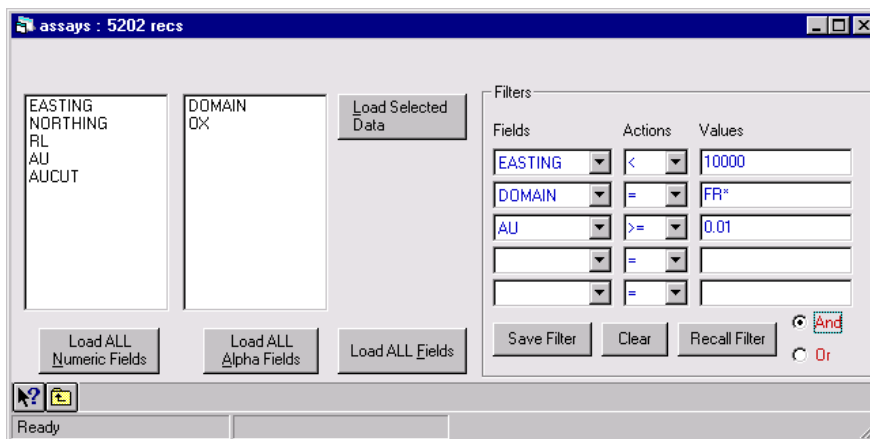 assays : 5202 recs
EASTING
NORTHING
RL
AU
AUCUT
DOMAIN
OX
Load Selected
Data
Filters
Fields Actions Values
EASTING < 10000
DOMAIN = FR*
AU >= 0.01
=
=
Load ALL
Numeric Fields
Load ALL
Alpha Fields
Load ALL Fields
Save Filter
Clear
Recall Filter
And
Or
?
Ready